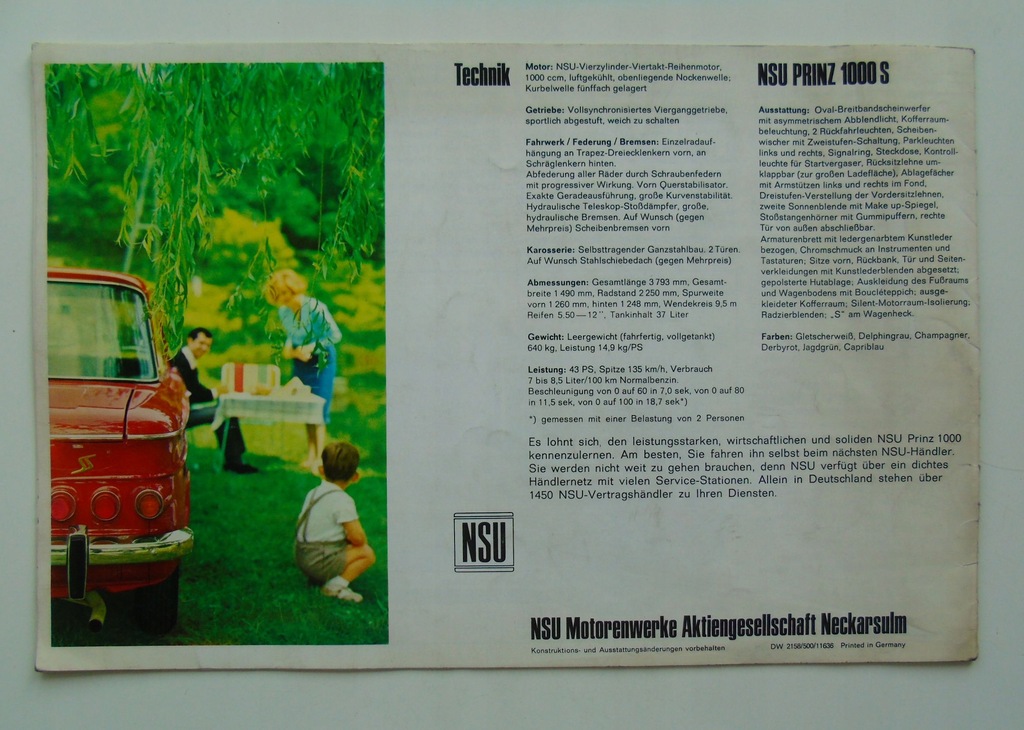 Technik
Motor: NSU-Vierzylinder-Viertakt-Reihenmotor,
1000 ccm, luftgekühlt, obenliegende Nockenwelle;
Kurbelwelle fünffach gelagert
Getriebe: Vollsynchronisiertes Vierganggetriebe,
sportlich abgestuft, weich zu schalten
Fahrwerk / Federung / Bremsen: Einzelradauf-
hängung an Trapez-Dreiecklenkern vorn, an
Schräglenkern hinten.
Abfederung aller Räder durch Schraubenfedern
mit progressiver Wirkung. Vorn Querstabilisator.
Exakte Geradeausführung, große Kurvenstabilität.
Hydraulische Teleskop-Stoßdämpfer, große,
hydraulische Bremsen. Auf Wunsch (gegen
Mehrpreis) Scheibenbremsen vorn
Karosserie: Selbsttragender Ganzstahlbau. 2 Türen.
Auf Wunsch Stahlschiebedach (gegen Mehrpreis)
Abmessungen: Gesamtlänge 3793 mm, Gesamt-
breite 1490 mm, Radstand 2250 mm, Spurweite
vorn 1260 mm, hinten 1248 mm, Wendekreis 9,5 m
Reifen 5.50—12", Tankinhalt 37 Liter
Gewicht: Leergewicht (fahrfertig, vollgetankt)
640 kg, Leistung 14,9 kg/PS
Leistung: 43 PS, Spitze 135 km/h, Verbrauch
7 bis 8,5 Liter/100 km Normalbenzin.
Beschleunigung von 0 auf 60 in 7,0 sek, von 0 auf 80
in 11,5 sek, von 0 auf 100 in 18,7 sek*)
*) gemessen mit einer Belastung von 2 Personen
NSU PRINZ 1000 S
Ausstattung: Oval-Breitbandscheinwerfer
mit asymmetrischem Abblendlicht, Kofferraum-
beleuchtung, 2 Rückfahrleuchten, Scheiben-
wischer mit Zweistufen-Schaltung, Parkleuchten
links und rechts, Signalring, Steckdose, Kontroll-
leuchte für Startvergaser, Rücksitzlehne um-
klappbar (zur großen Ladefläche), Ablagefächer
mit Armstützen links und rechts im Fond,
Dreistufen-Verstellung der Vordersitzlehnen,
zweite Sonnenblende mit Make up-Spiegel,
Stoßstangenhörner mit Gummipuffern, rechte
Tür von außen abschließbar.
Armaturenbrett mit ledergenarbtem Kunstleder
bezogen, Chromschmuck an Instrumenten und
Tastaturen; Sitze vorn, Rückbank, Tür und Seiten-
verkleidungen mit Kunstlederblenden abgesetzt;
gepolsterte Hutablage; Auskleidung des Fußraums
und Wagenbodens mit Boucléteppich; ausge-
kleideter Kofferraum; Silent-Motorraum-Isolierung,
Radzierblenden; „S" am Wagenheck.
Farben: Gletscherweiß, Delphingrau, Champagner,
Derbyrot, Jagdgrün, Capriblau
Es lohnt sich, den leistungsstarken, wirtschaftlichen und soliden NSU Prinz 1000
kennenzulernen. Am besten, Sie fahren ihn selbst beim nächsten NSU-Händler.
Sie werden nicht weit zu gehen brauchen, denn NSU verfügt über ein dichtes
Händlernetz mit vielen Service-Stationen. Allein in Deutschland stehen über
1450 NSU-Vertragshändler zu Ihren Diensten.
S
NSU
NSU Motorenwerke Aktiengesellschaft Neckarsulm
Konstruktions- und Ausstattungsänderungen vorbehalten
DW 2158/500/11636 Printed in Germany